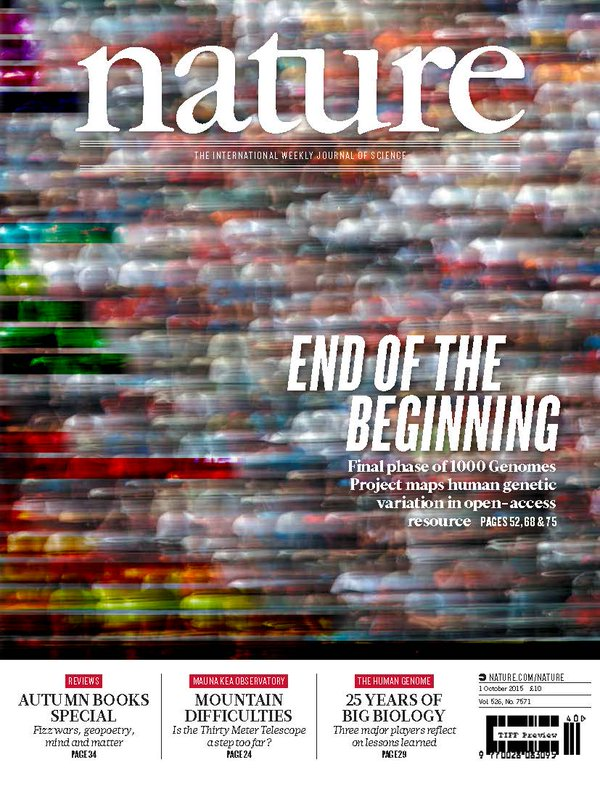 nature
THE INTERNATIONAL WEEKLY JOURNAL OF SCIENCE
END OF THE
BEGINNING
Final phase of 1000 Genomes
Project maps human genetic
variation in open-access
resource PAGES 52, 68 & 75
REVIEWS
AUTUMN BOOKS
SPECIAL
Fizz wars, geopoetry,
mind and matter
PAGE 34
MAUNA KEA OBSERVATORY
MOUNTAIN
DIFFICULTIES
Is the Thirty Meter Telescope
a step too far?
PAGE 24
THE HUMAN GENOME
25 YEARS OF
BIG BIOLOGY
Three major players reflect
on lessons learned
PAGE 29
NATURE.COM/NATURE
1 October 2015 £10
Vol. 526, No. 7571
40
TIFF Preview
9 770028 083095